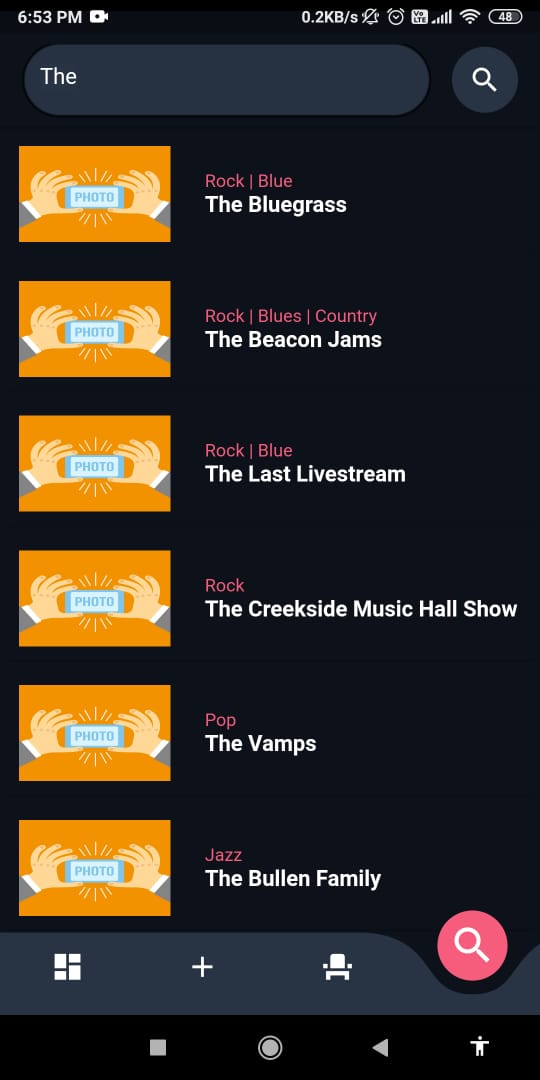 6:53 PM 0.2KB/s Vo LTE 48
The
PHOTO
Rock | Blue
The Bluegrass
PHOTO
Rock | Blues | Country
The Beacon Jams
PHOTO
Rock | Blue
The Last Livestream
PHOTO
Rock
The Creekside Music Hall Show
PHOTO
Pop
The Vamps
PHOTO
Jazz
The Bullen Family